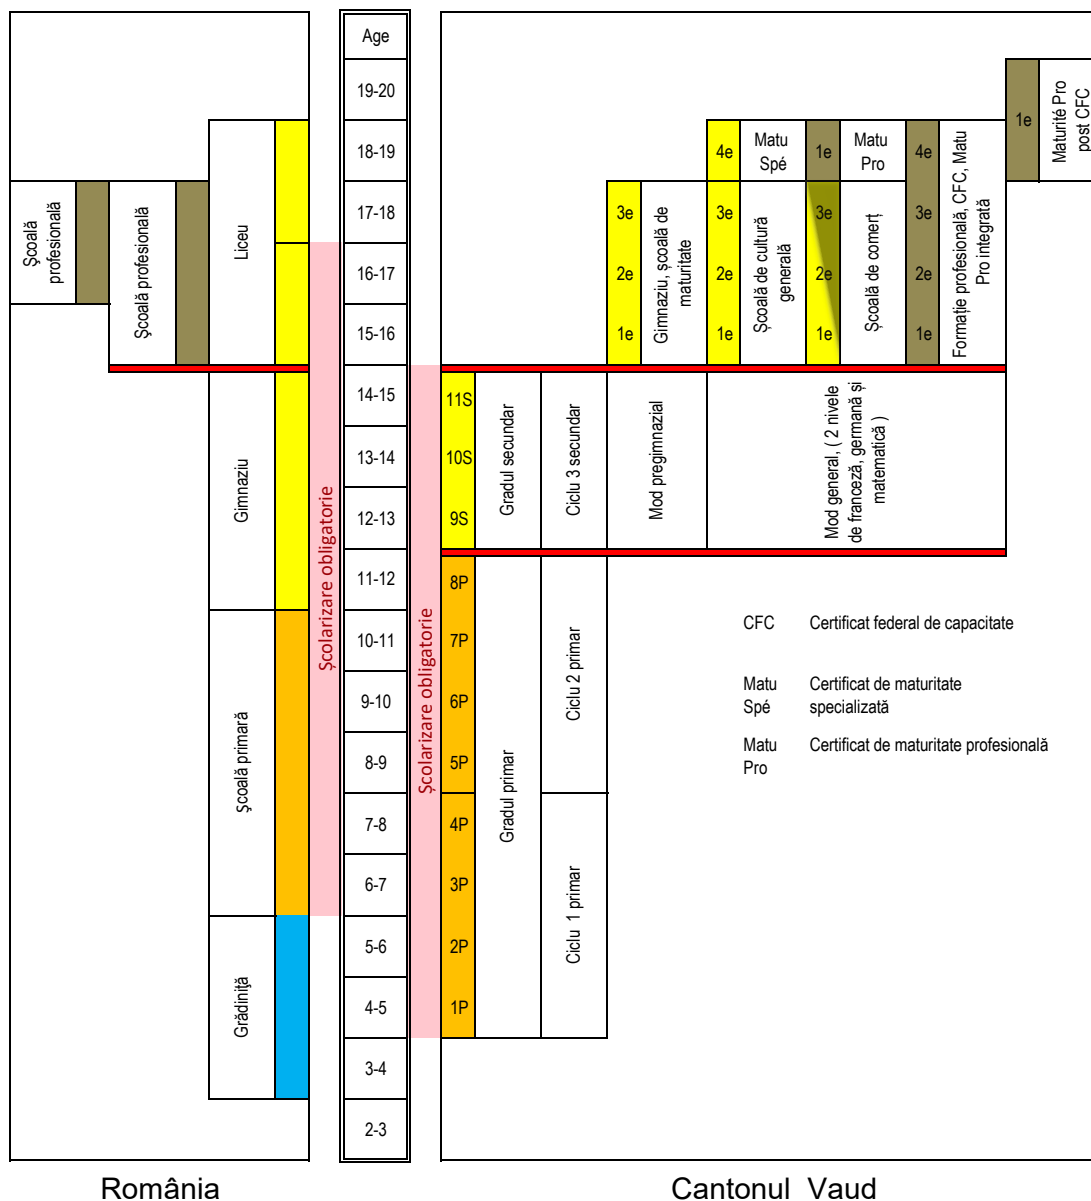 Age
19-20
18-19
17-18
16-17
15-16
14-15
13-14
12-13
11-12
10-11
9-10
8-9
7-8
6-7
5-6
4-5
3-4
2-3
Şcoală
profesională
Şcoală profesională
Liceu
Gimnaziu
Şcoală primară
Grădiniţă
Școlarizare obligatorie
Școlarizare obligatorie
1e
Maturité Pro
post CFC
4e
Matu
Spé
1e
Matu
Pro
4e
3e
3e
3e
3e
2e
2e
2e
2e
1e
1e
1e
1e
Gimnaziu, școală de
maturitate
Școală de cultură
generală
Școală de comerț
Formație profesională, CFC, Matu
Pro integrată
11S
10S
9S
Gradul secundar
Ciclu 3 secundar
Mod pregimnazial
Mod general, ( 2 nivele
de franceză, germană și
matematică )
8P
7P
6P
5P
4P
3P
2P
1P
Gradul primar
Ciclu 2 primar
Ciclu 1 primar
CFC Certificat federal de capacitate
Matu Certificat de maturitate
Spé specializată
Matu Certificat de maturitate profesională
Pro
România
Cantonul Vaud